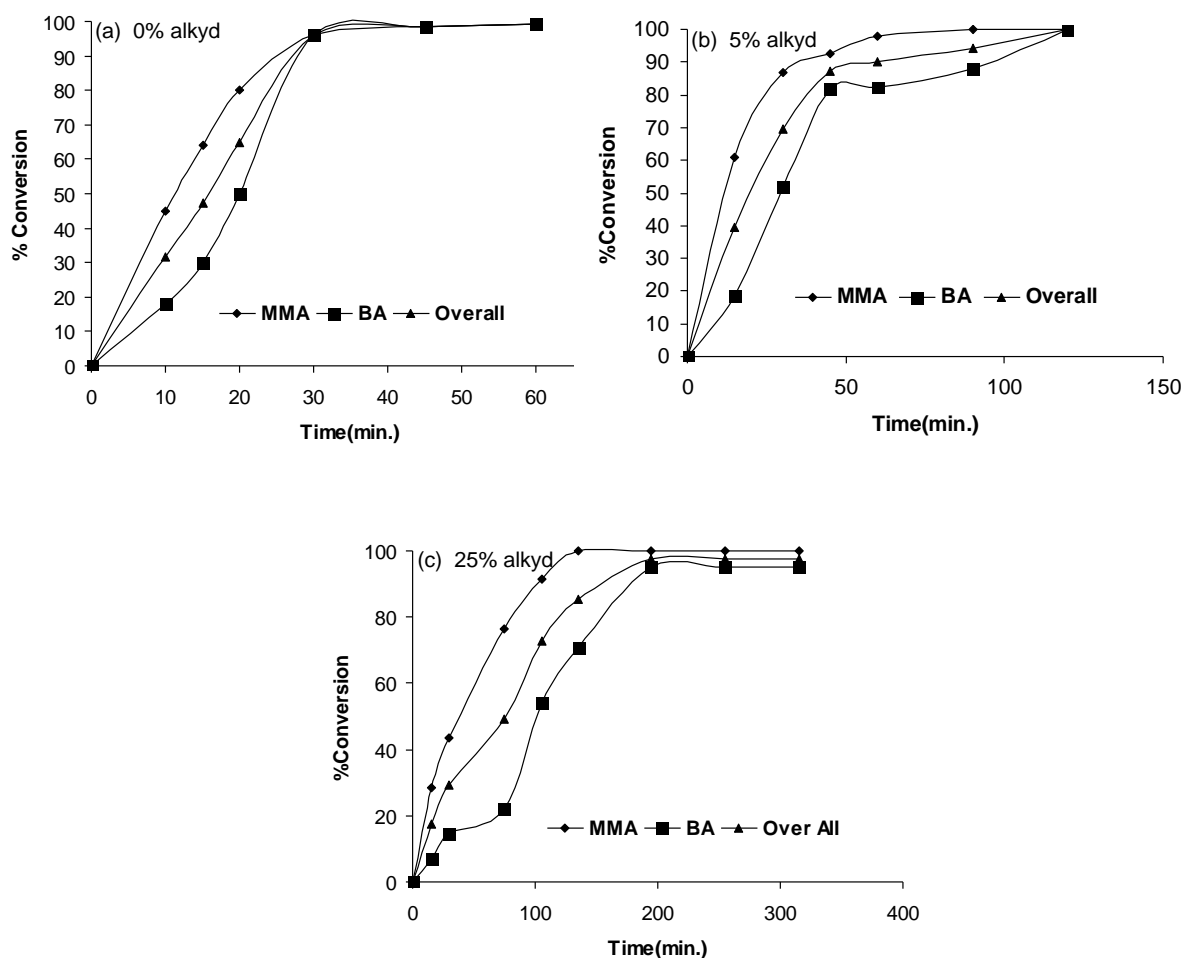 (a) 0% alkyd
100
90
80
70
60
50
40
30
20
10
0
% Conversion
MMA BA Overall
0 10 20 30 40 50 60
Time(min.)
(b) 5% alkyd
100
90
80
70
60
50
40
30
20
10
0
%Conversion
MMA BA Overall
0 50 100 150
Time(min.)
(c) 25% alkyd
100
80
60
40
20
0
%Conversion
MMA BA Over All
0 100 200 300 400
Time(min.)